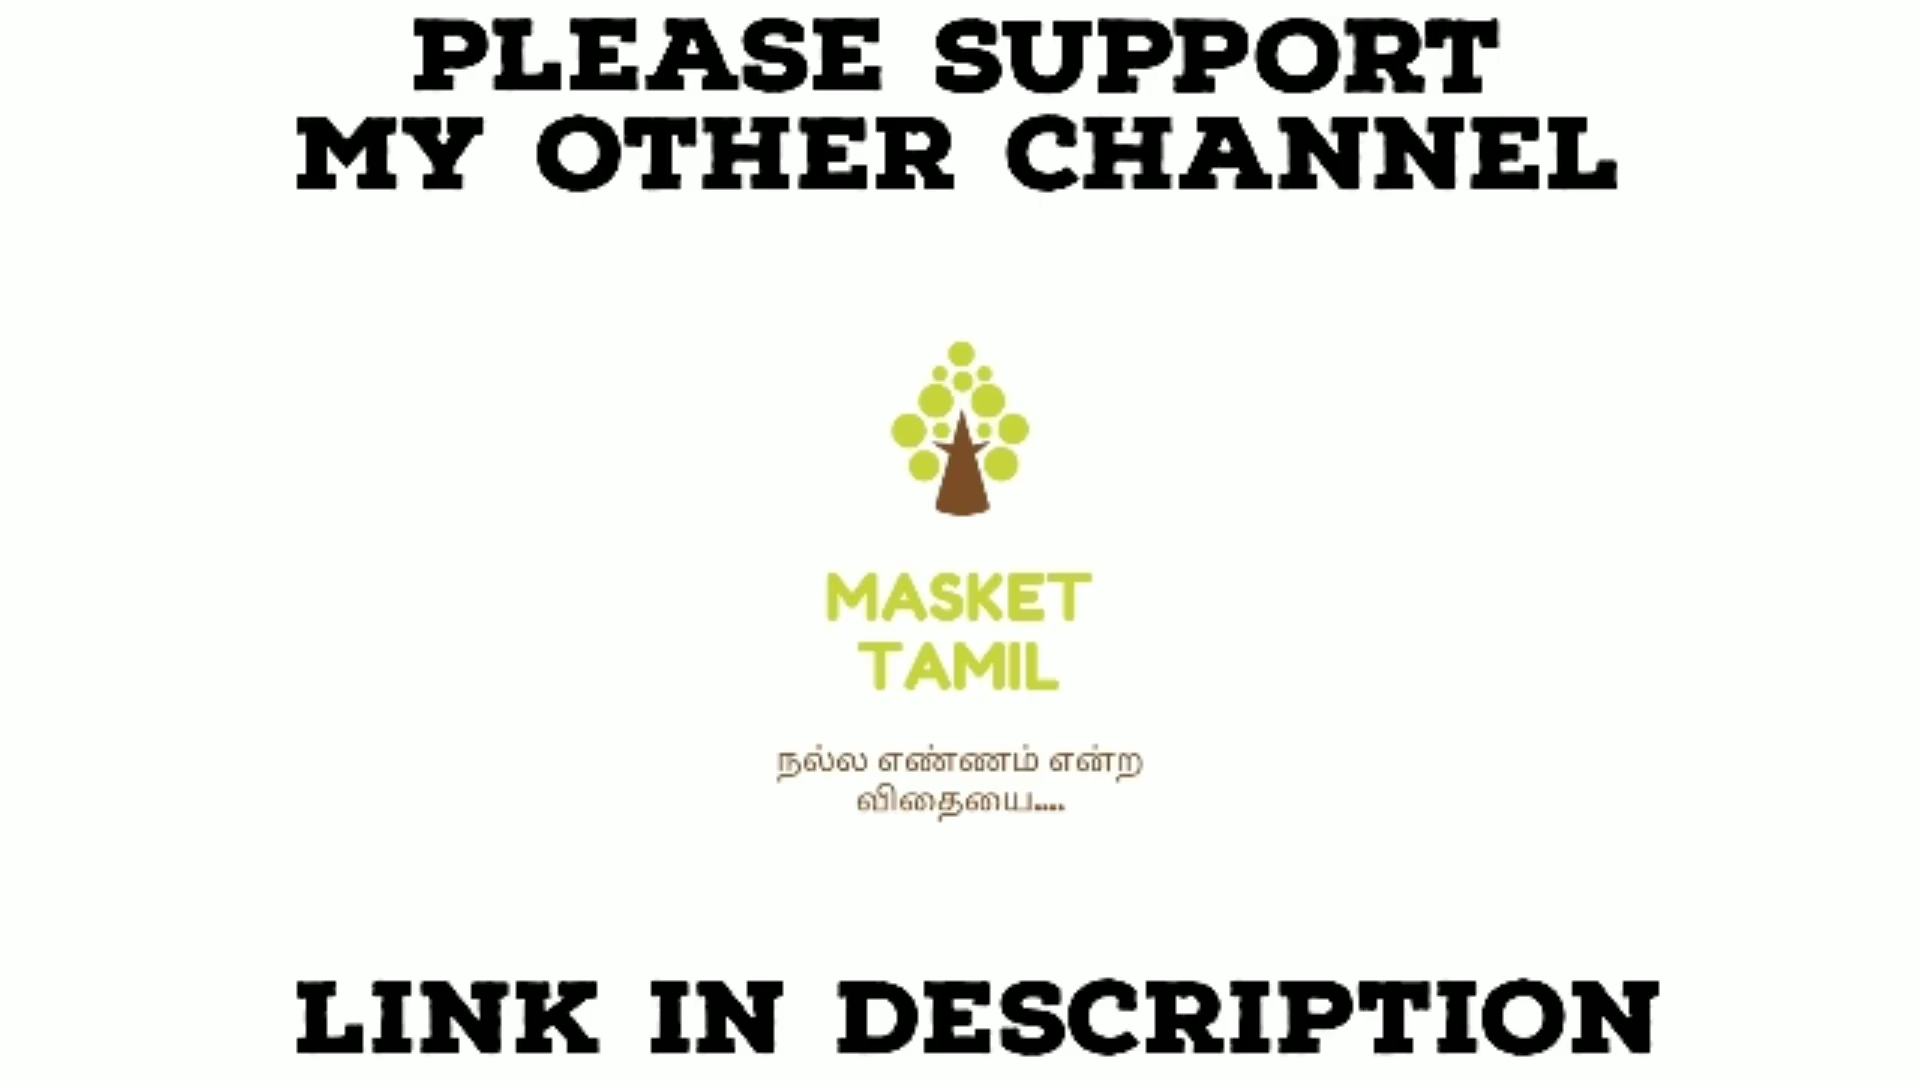 PLEASE SUPPORT
MY OTHER CHANNEL
MASKET
TAMIL
நல்ல எண்ணம் என்ற
விதையை....
LINK IN DESCRIPTION